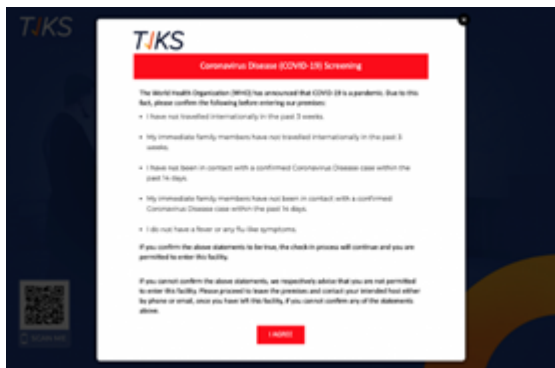 TJKS
TJKS
Coronavirus Disease (COVID-19) Screening
The World Health Organisation (WHO) has announced that COVID-19 is a pandemic. Due to this
fact, please confirm the following before entering our premises:
• I have not travelled internationally in the past 3 weeks.
• My immediate family members have not travelled internationally in the past 3
weeks.
• I have not been in contact with a confirmed Coronavirus Disease case within the
past 14 days.
• My immediate family members have not been in contact with a confirmed
Coronavirus Disease case within the past 14 days.
• I do not have a fever or any flu-like symptoms.
If you confirm the above statements to be true, the check-in process will continue and you are
permitted to enter this facility.
If you cannot confirm the above statements, we respectively advise that you are not permitted
to enter this facility. Please proceed to leave the premises and contact your intended host either
by phone or email, once you have left this facility, if you cannot confirm any of the statements
above.
I AGREE
SCAN ME